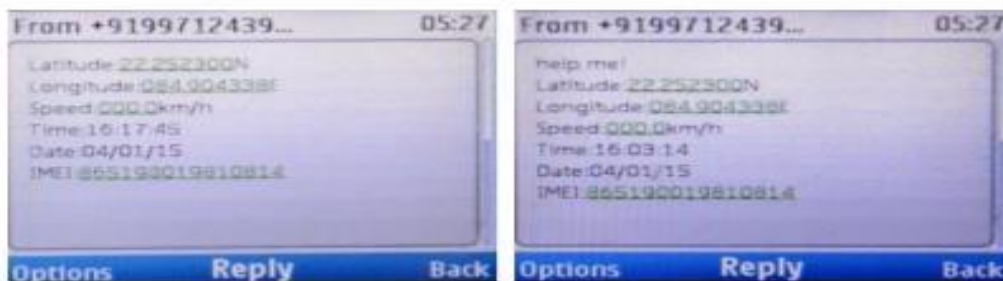 From +9199712439...
05:27
Latitude:22.252300N
Longitude:084.904338E
Speed:000.0km/h
Time:16:17:45
Date:04/01/15
IMEI:865190019810814
Options
Reply
Back
From +9199712439...
05:27
help me!
Latitude:22.252300N
Longitude:084.904338E
Speed:000.0km/h
Time:16:03:14
Date:04/01/15
IMEI:865190019810814
Options
Reply
Back